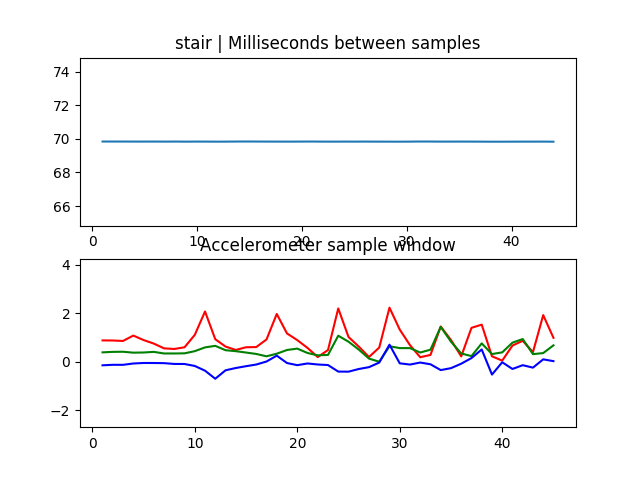 stair | Milliseconds between samples
74
72
70
68
66
0 10 20 30 40
Accelerometer sample window
4
2
0
−2
0 10 20 30 40